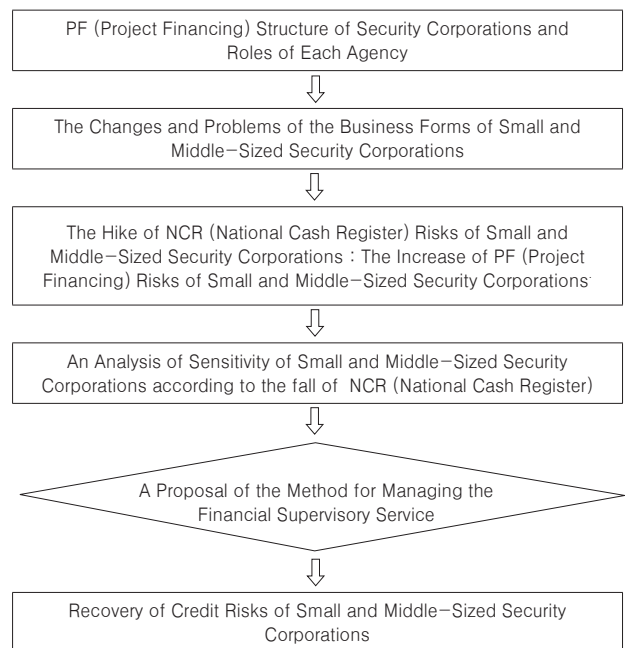 PF (Project Financing) Structure of Security Corporations and
Roles of Each Agency
The Changes and Problems of the Business Forms of Small and
Middle-Sized Security Corporations
The Hike of NCR (National Cash Register) Risks of Small and
Middle-Sized Security Corporations : The Increase of PF (Project
Financing) Risks of Small and Middle-Sized Security Corporations
An Analysis of Sensitivity of Small and Middle-Sized Security
Corporations according to the fall of NCR (National Cash Register)
A Proposal of the Method for Managing the
Financial Supervisory Service
Recovery of Credit Risks of Small and Middle-Sized Security
Corporations